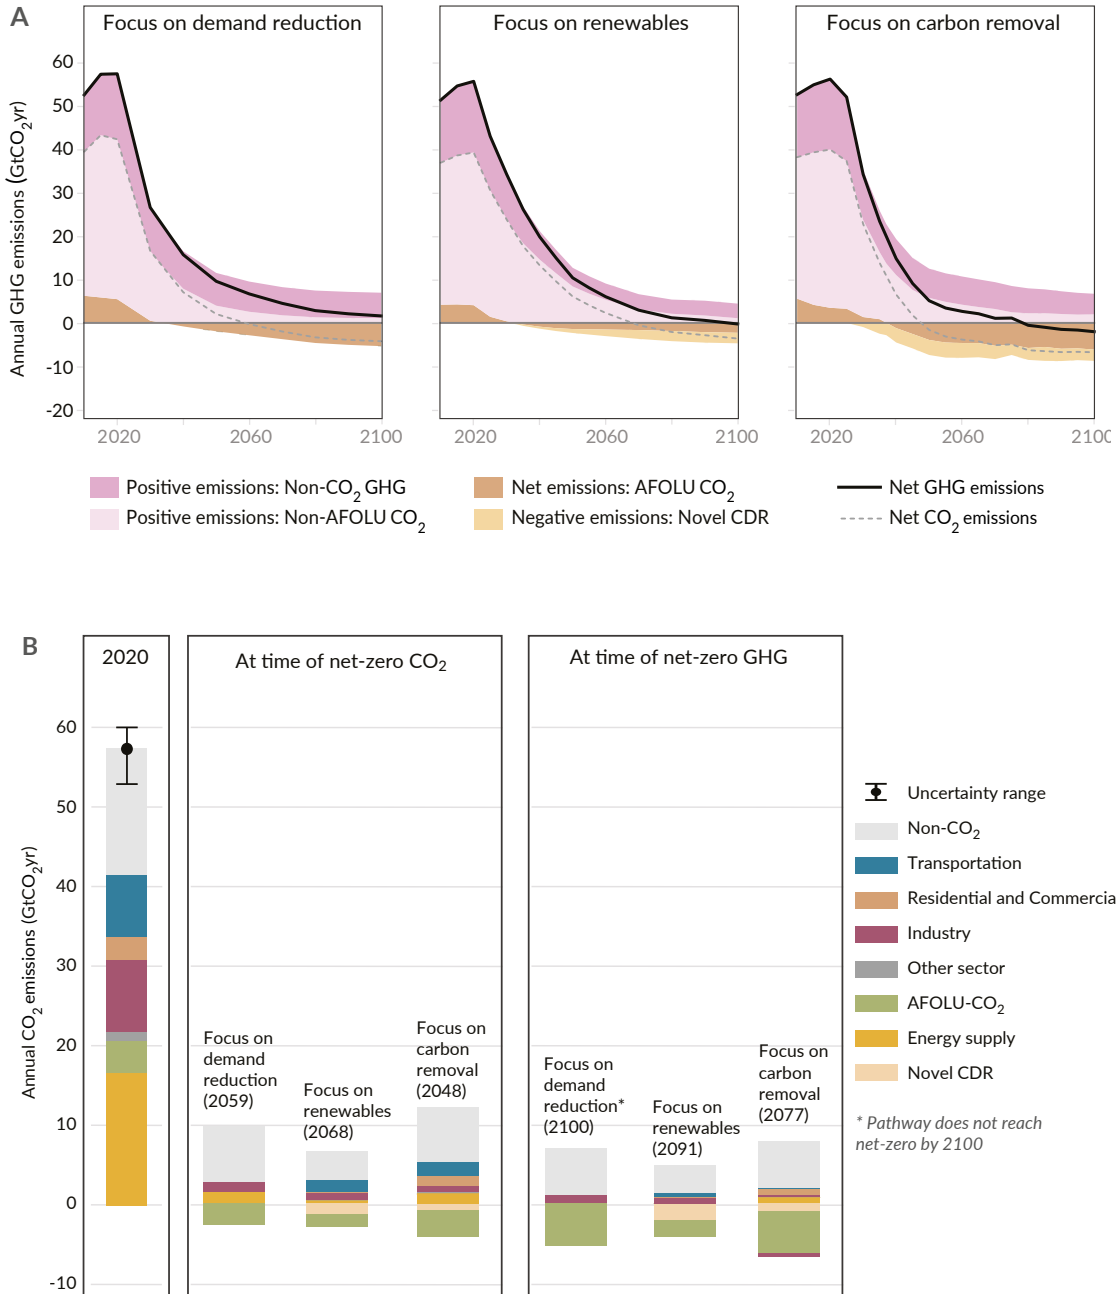 A
Focus on demand reduction
Focus on renewables
Focus on carbon removal
Annual GHG emissions (GtCO2yr)
60
50
40
30
20
10
0
-10
-20
2020
2060
2100
2020
2060
2100
2020
2060
210
Positive emissions: Non-CO2 GHG
Net emissions: AFOLU CO2
Net GHG emissions
Positive emissions: Non-AFOLU CO2
Negative emissions: Novel CDR
Net CO2 emissions
B
2020
At time of net-zero CO2
At time of net-zero GHG
Annual CO2 emissions (GtCO2yr)
60
50
40
30
20
10
0
-10
Focus on
demand
reduction
(2059)
Focus on
renewables
(2068)
Focus on
carbon
removal
(2048)
Focus on
demand
reduction*
(2100)
Focus on
renewables
(2091)
Focus on
carbon
removal
(2077)
Uncertainty range
Non-CO2
Transportation
Residential and Commercia
Industry
Other sector
AFOLU-CO2
Energy supply
Novel CDR
* Pathway does not reach
net-zero by 2100